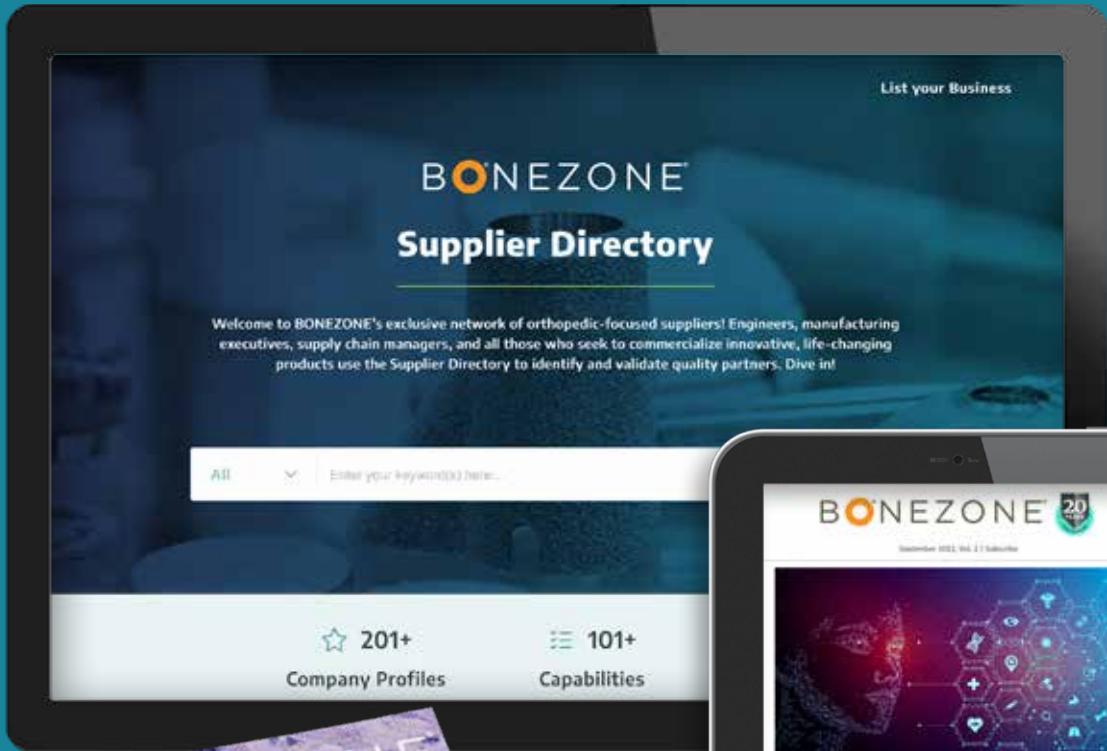 List your Business
BONEZONE
Supplier Directory
Welcome to BONEZONE's exclusive network of orthopedic-focused suppliers! Engineers, manufacturing
executives, supply chain managers, and all those who seek to commercialize innovative, life-changing
products use the Supplier Directory to identify and validate quality partners. Dive in!
All
Enter your keyword(s) here...
201+
Company Profiles
101+
Capabilities
BONEZONE
20
YEARS
| Subscribe